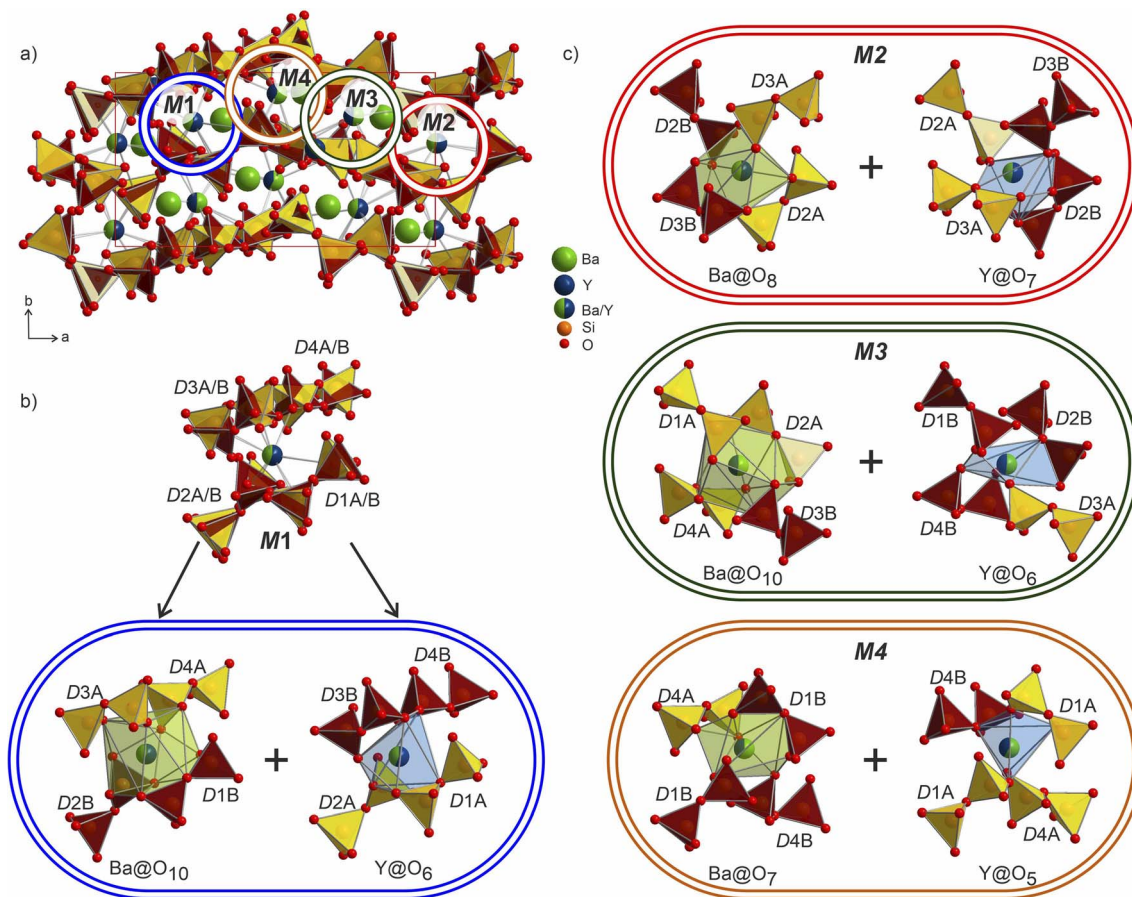 a)
M1
M4
M3
M2
b
a
Ba
Y
Ba/Y
Si
O
b)
D4A/B
D3A/B
D2A/B
D1A/B
M1
D4A
D3A
D2B
D1B
Ba@O10
+
D4B
D3B
D2A
D1A
Y@O6
c)
M2
D3A
D2B
D3B
D2A
Ba@O8
+
D3B
D2A
D3A
D2B
Y@O7
M3
D1A
D2A
D4A
D3B
Ba@O10
+
D1B
D2B
D4B
D3A
Y@O6
M4
D4A
D1B
D1B
D4B
Ba@O7
+
D4B
D1A
D1A
D4A
Y@O5